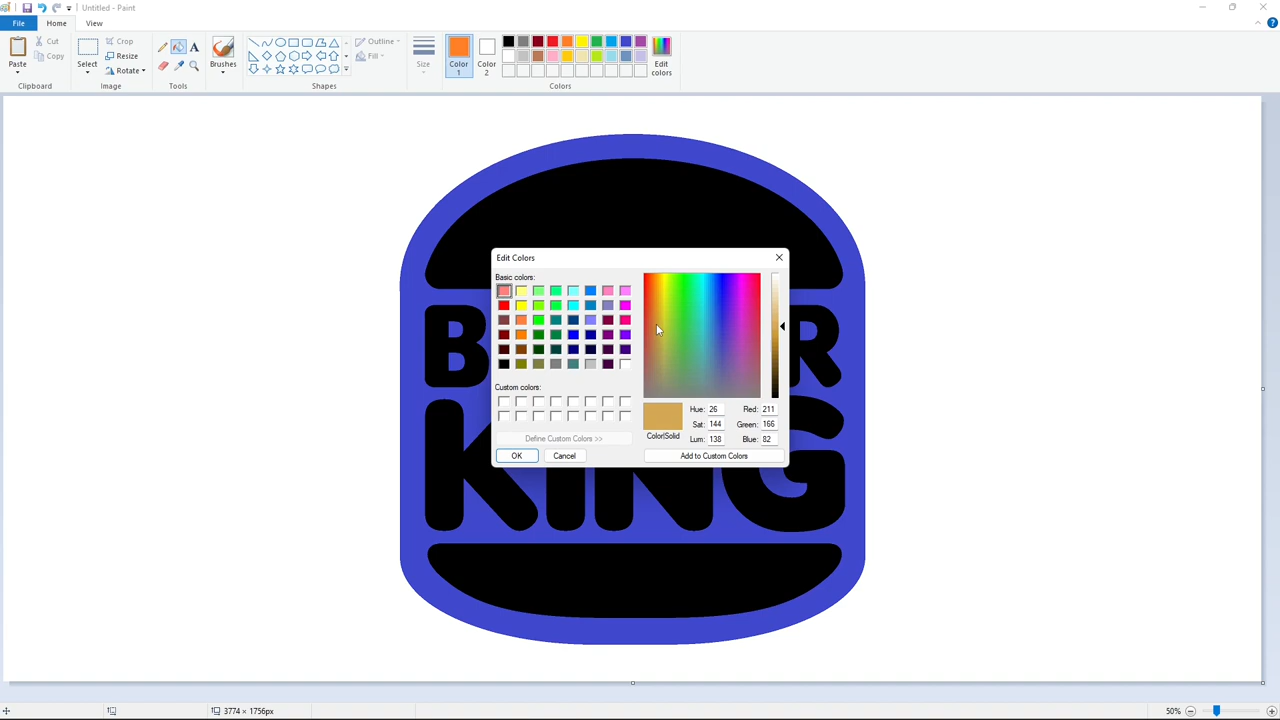 Untitled - Paint
File
Home
View
Paste
Cut
Copy
Clipboard
Select
Crop
Resize
Rotate
Image
A
Tools
Brushes
Outline
Fill
Shapes
Size
Color
1
Color
2
Edit
colors
Colors
Edit Colors
Basic colors:
Custom colors:
Define Custom Colors >>
OK
Cancel
Color|Solid
Hue: 26
Sat: 144
Lum: 138
Red: 211
Green: 166
Blue: 82
Add to Custom Colors
KING
3774 × 1756px
50%